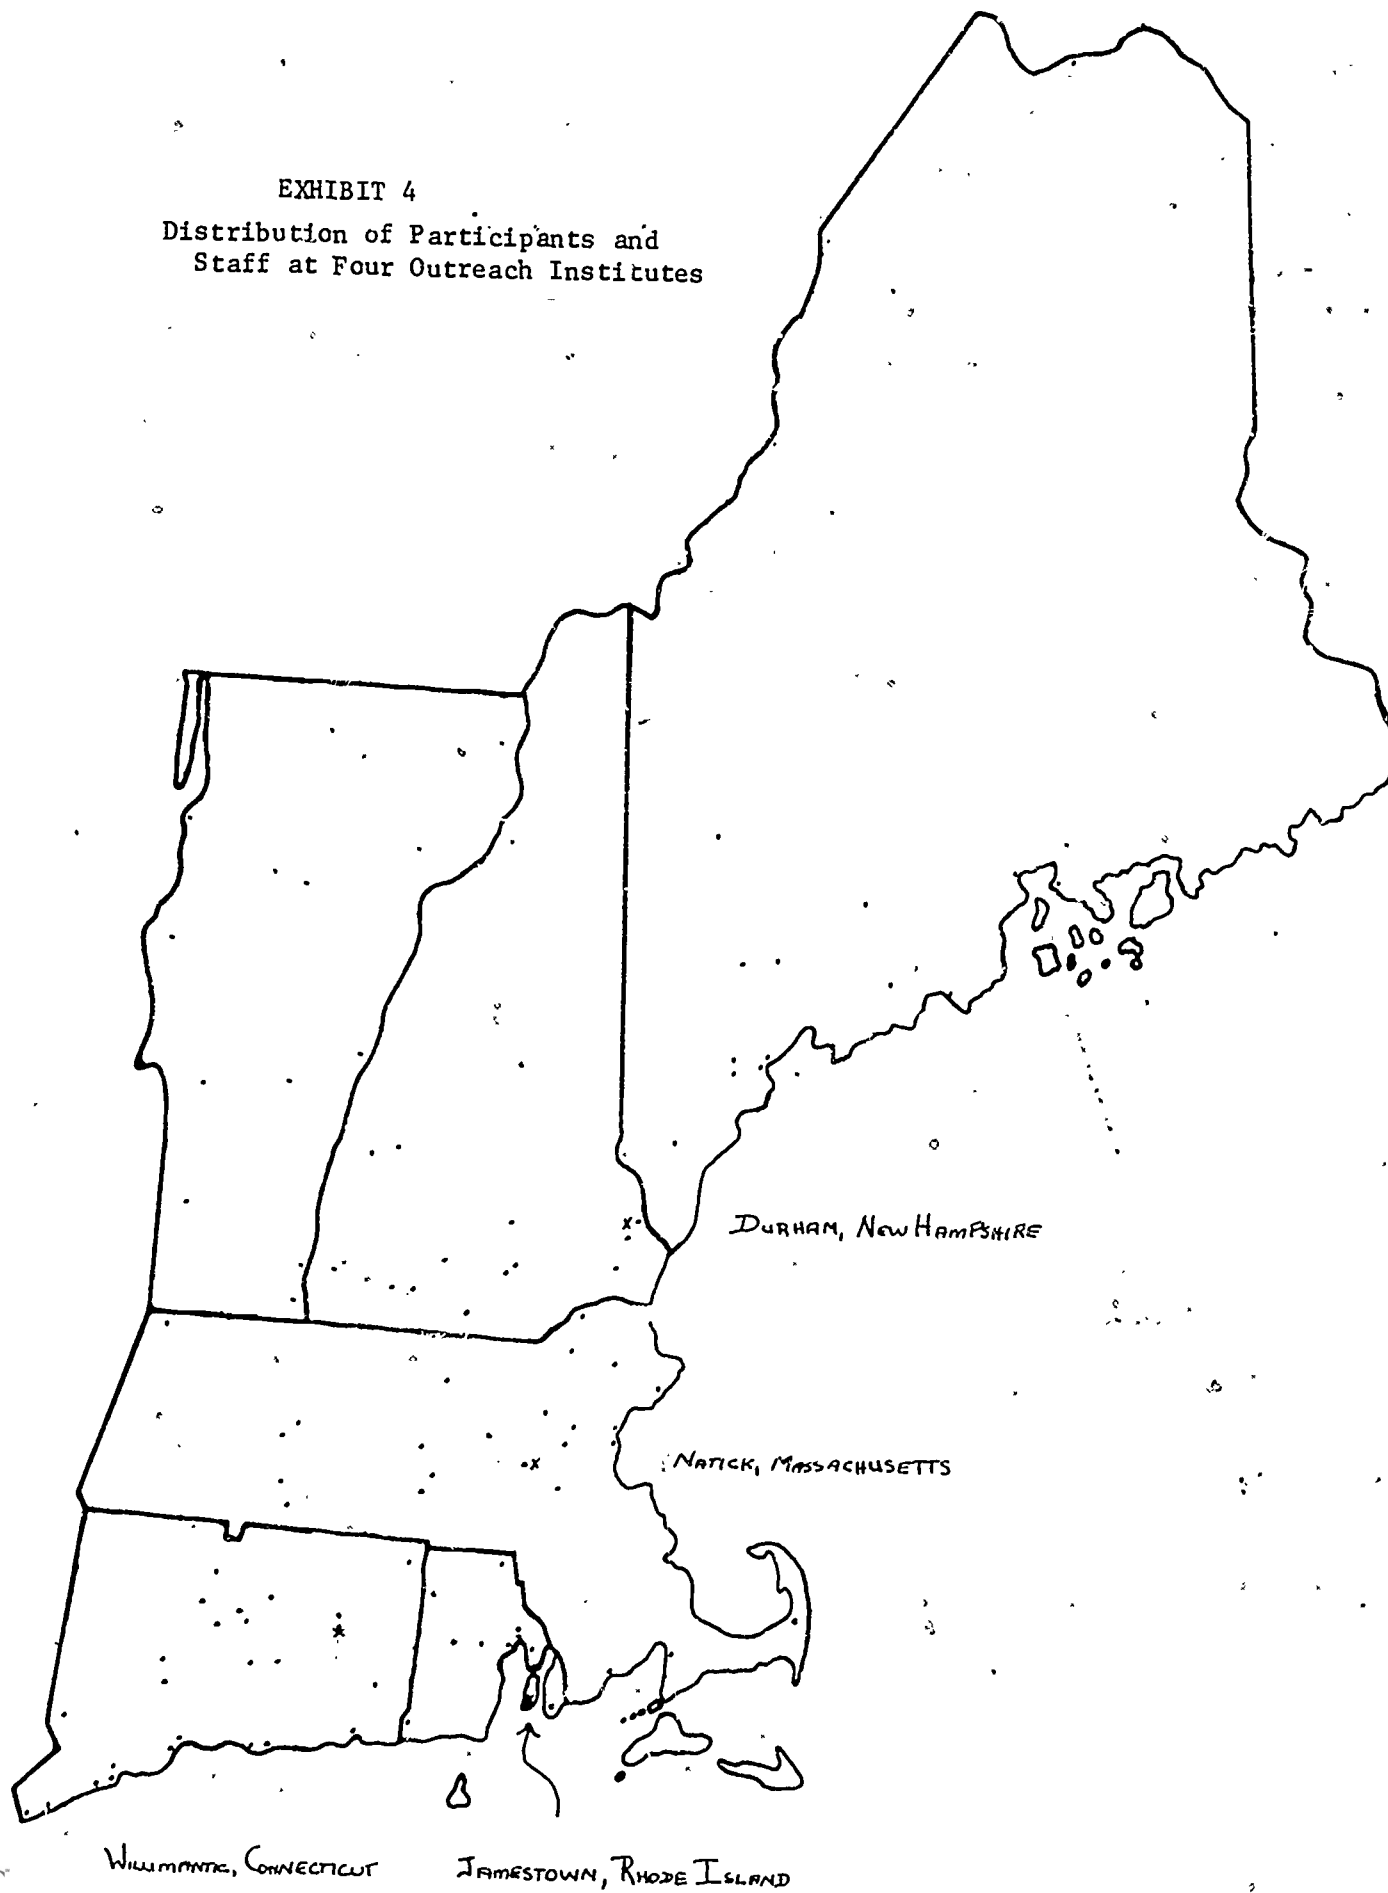 EXHIBIT 4
Distribution of Participants and
Staff at Four Outreach Institutes
DURHAM, NEW HAMPSHIRE
NATICK, MASSACHUSETTS
WILLIMANTIC, CONNECTICUT
JAMESTOWN, RHODE ISLAND